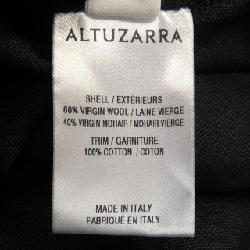 ALTUZARRA
SHELL / EXTÉRIEURS
60% VIRGIN WOOL / LAINE VIERGE
40% VIRGIN MOHAIR / MOHAIR VIERGE
TRIM / GARNITURE
100% COTTON / COTON
MADE IN ITALY
FABRIQUÉ EN ITALY